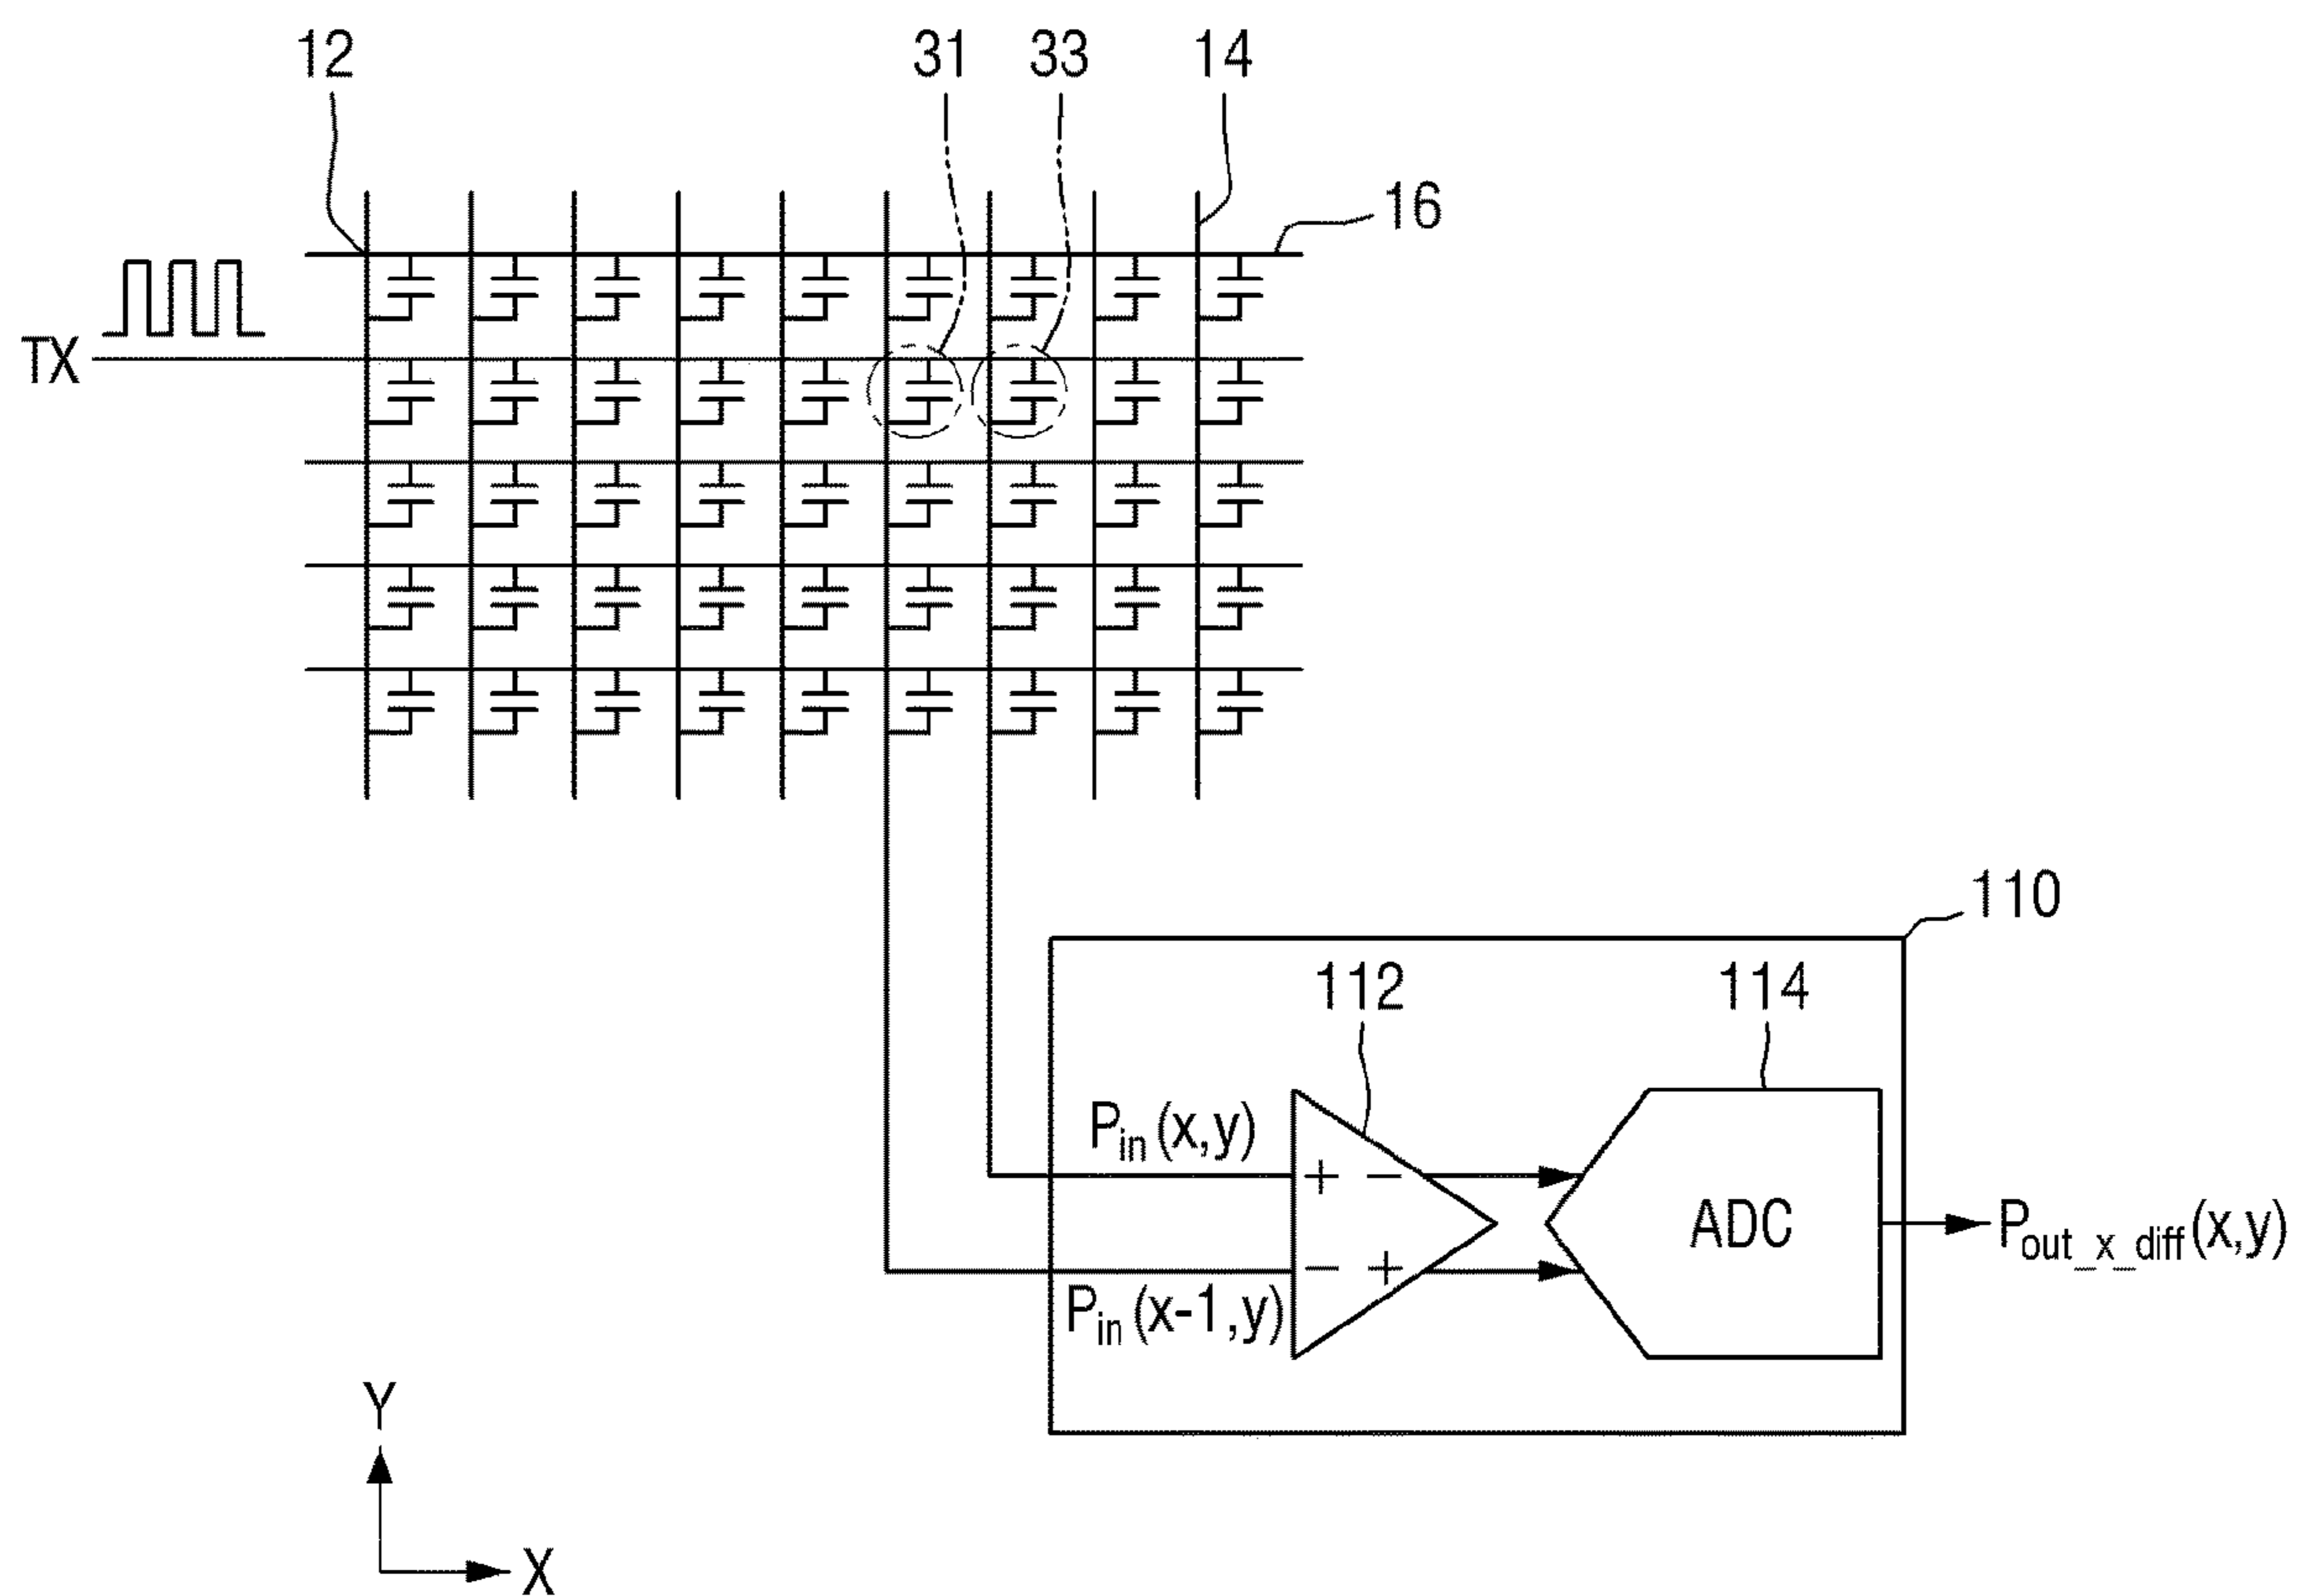 12
31
33
14
16
TX
110
112
114
Pin(x,y)
+ −
ADC
Pout_x_diff(x,y)
− +
Pin(x-1,y)
Y
X